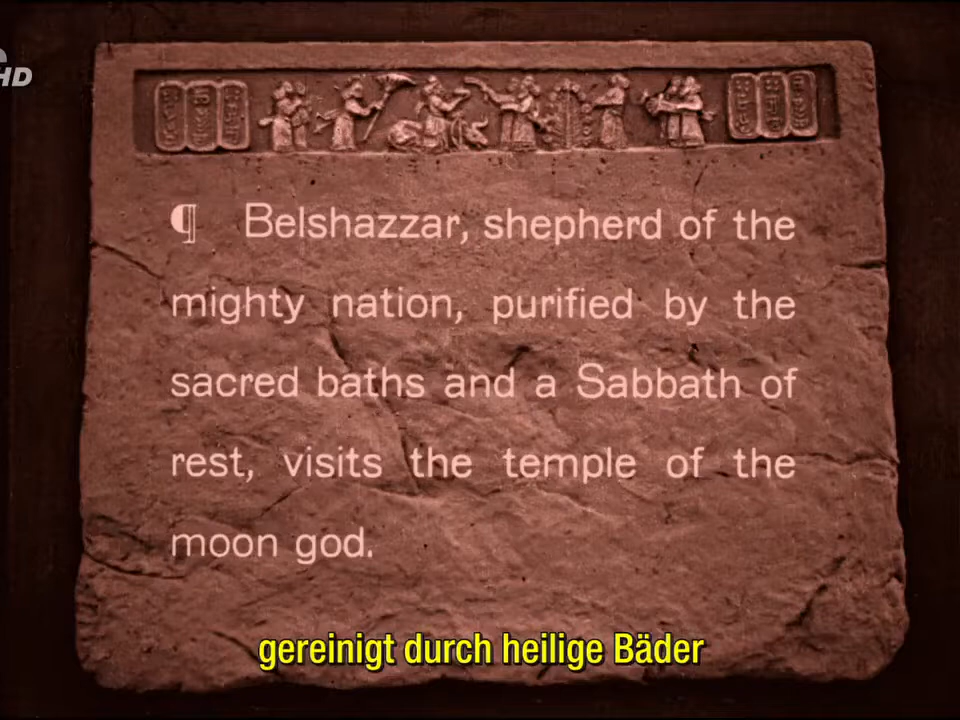 HD
¶ Belshazzar, shepherd of the
mighty nation, purified by the
sacred baths and a Sabbath of
rest, visits the temple of the
moon god.
gereinigt durch heilige Bäder